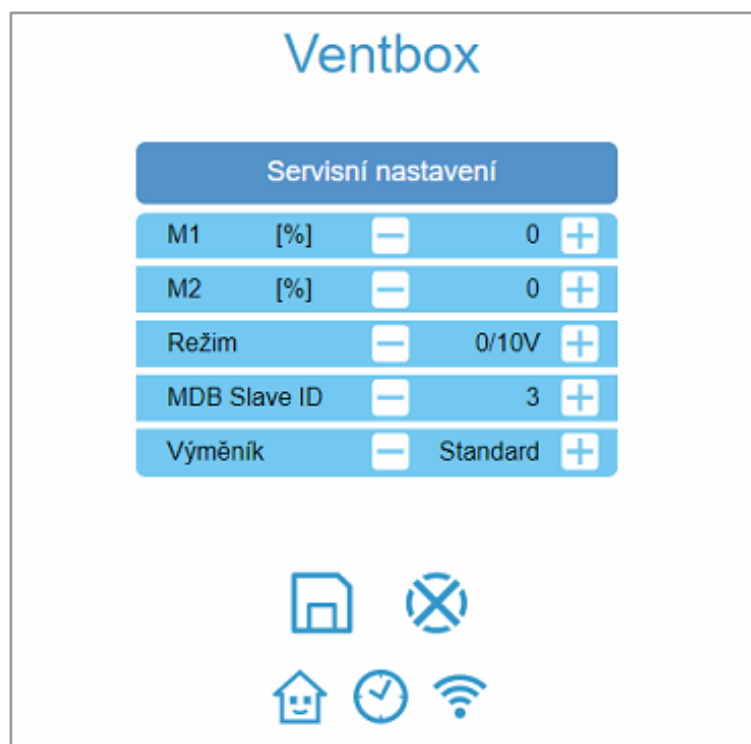 Ventbox
Servisní nastavení
M1 [%] 0
M2 [%] 0
Režim 0/10V
MDB Slave ID 3
Výměník Standard